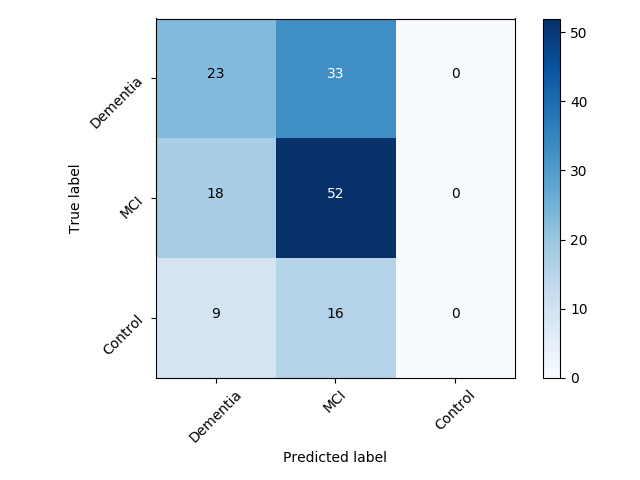 Dementia 23 33 0
MCI 18 52 0
Control 9 16 0
Dementia MCI Control
True label
Predicted label
50
40
30
20
10
0